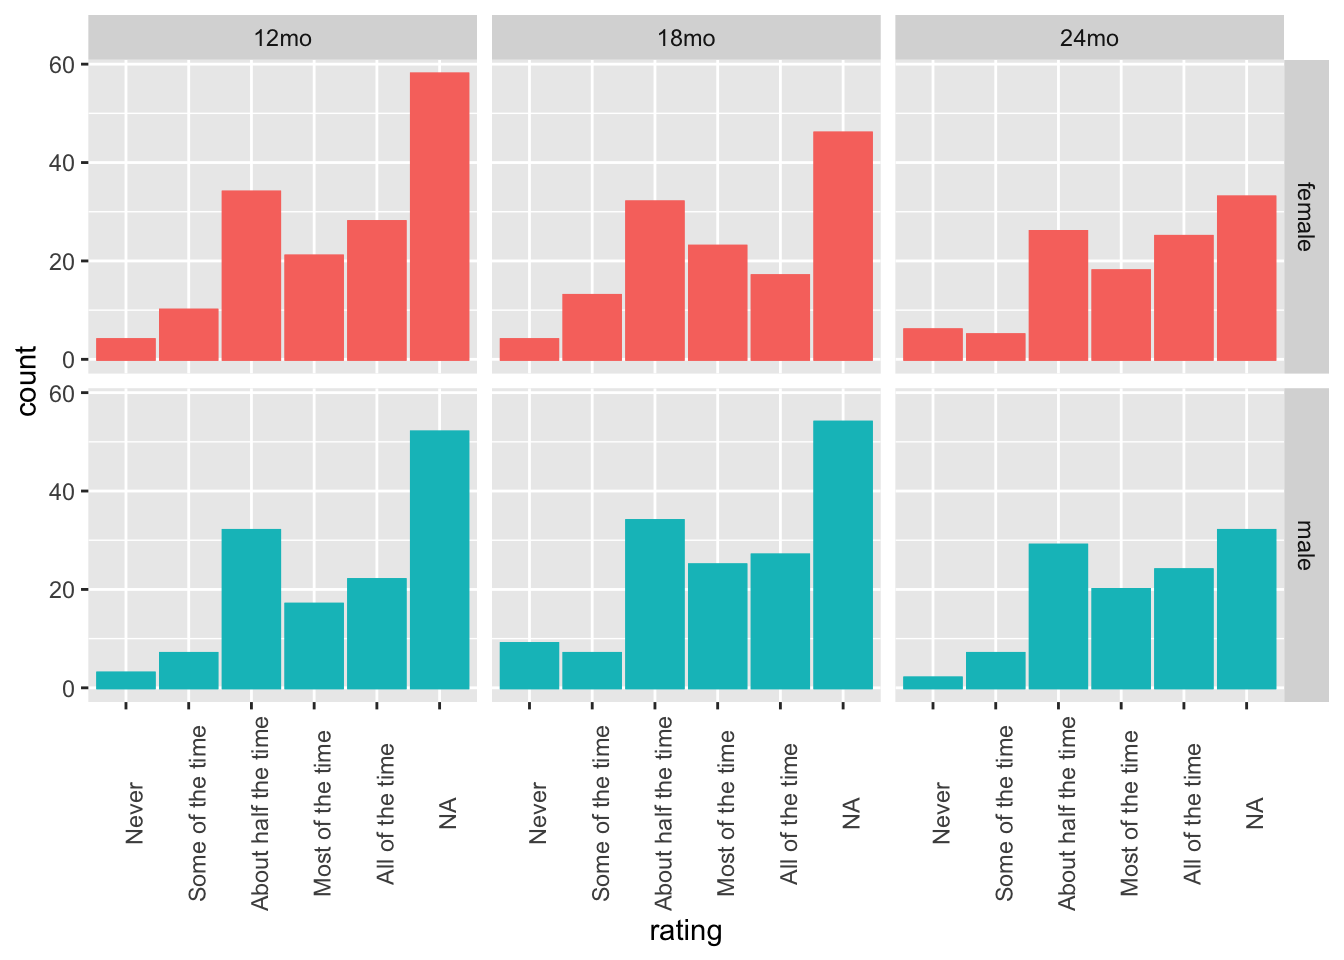 12mo
18mo
24mo
60
40
20
0
female
count
60
40
20
0
male
Never
Some of the time
About half the time
Most of the time
All of the time
NA
Never
Some of the time
About half the time
Most of the time
All of the time
NA
Never
Some of the time
About half the time
Most of the time
All of the time
NA
rating